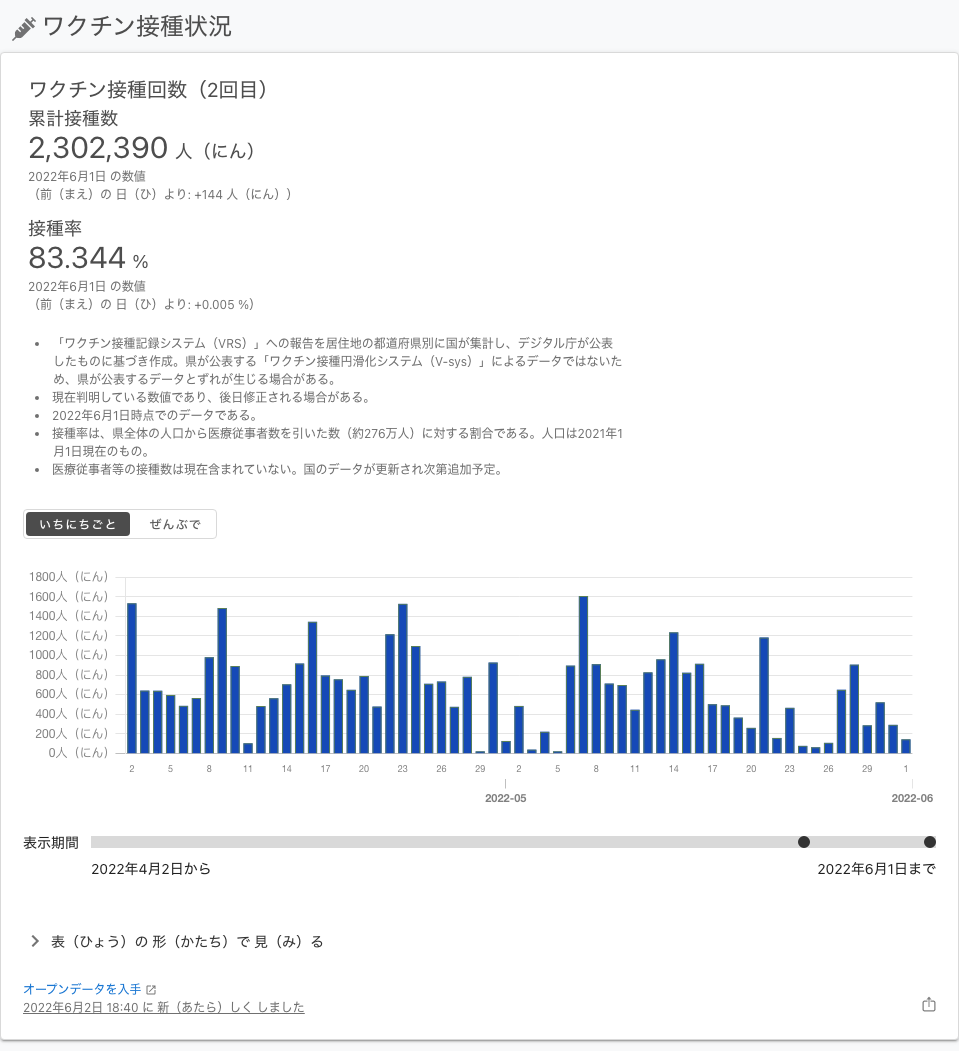 ワクチン接種状況
ワクチン接種回数（2回目）
累計接種数
2,302,390 人（にん）
2022年6月1日 の数値
（前（まえ）の 日（ひ）より: +144 人（にん））
接種率
83.344 %
2022年6月1日 の数値
（前（まえ）の 日（ひ）より: +0.005 %）
• 「ワクチン接種記録システム（VRS）」への報告を居住地の都道府県別に国が集計し、デジタル庁が公表
したものに基づき作成。県が公表する「ワクチン接種円滑化システム（V-sys）」によるデータではないた
め、県が公表するデータとずれが生じる場合がある。
• 現在判明している数値であり、後日修正される場合がある。
• 2022年6月1日時点でのデータである。
• 接種率は、県全体の人口から医療従事者数を引いた数（約276万人）に対する割合である。人口は2021年1
月1日現在のもの。
• 医療従事者等の接種数は現在含まれていない。国のデータが更新され次第追加予定。
いちにちごと ぜんぶで
1800人（にん）
1600人（にん）
1400人（にん）
1200人（にん）
1000人（にん）
800人（にん）
600人（にん）
400人（にん）
200人（にん）
0人（にん）
2 5 8 11 14 17 20 23 26 29 2 5 8 11 14 17 20 23 26 29 1
2022-05 2022-06
表示期間
2022年4月2日から 2022年6月1日まで
表（ひょう）の 形（かたち）で 見（み）る
オープンデータを入手
2022年6月2日 18:40 に 新（あたら）しく しました